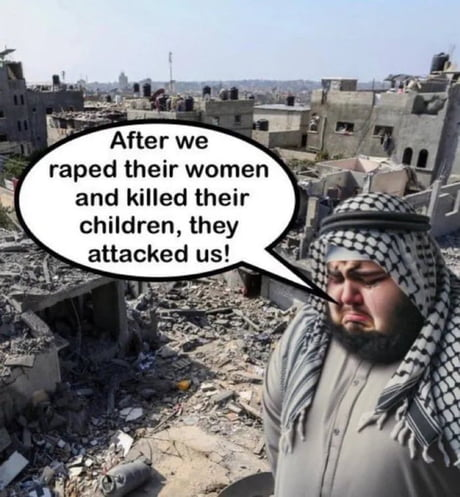 After we
raped their women
and killed their
children, they
attacked us!